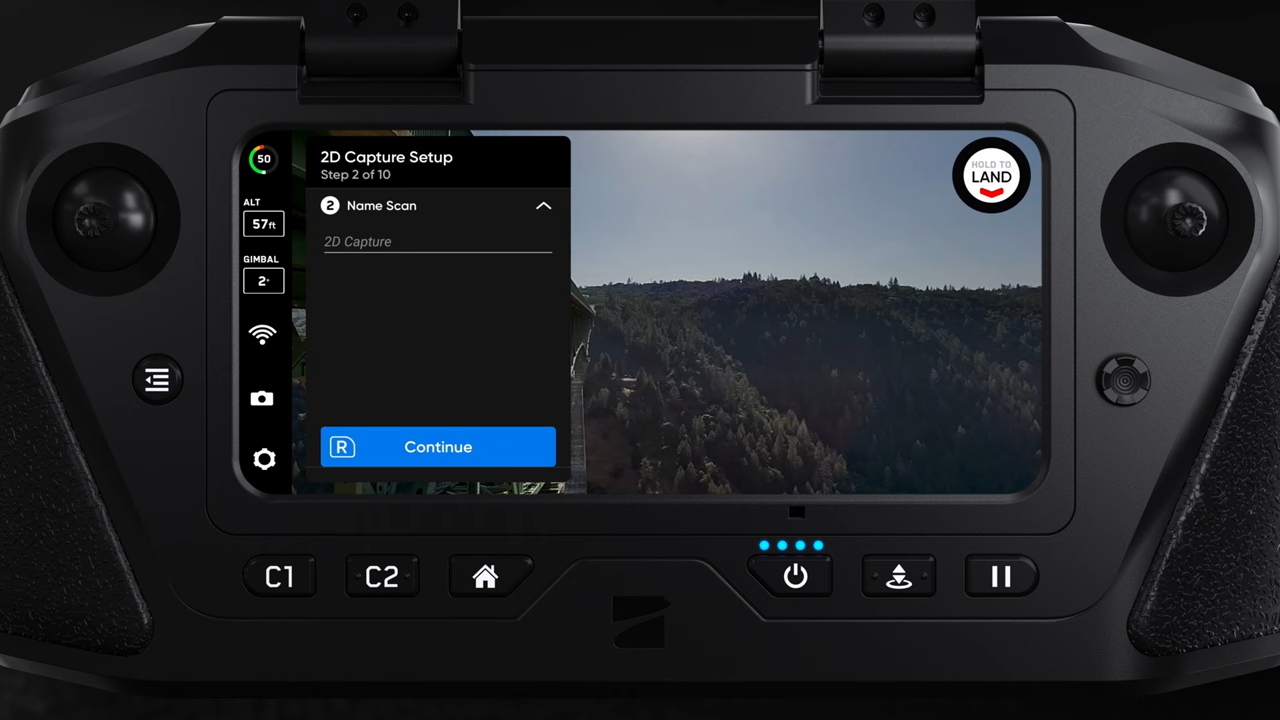 50
ALT
57ft
GIMBAL
2°
2D Capture Setup
Step 2 of 10
2 Name Scan
2D Capture
R Continue
HOLD TO
LAND
C1
C2